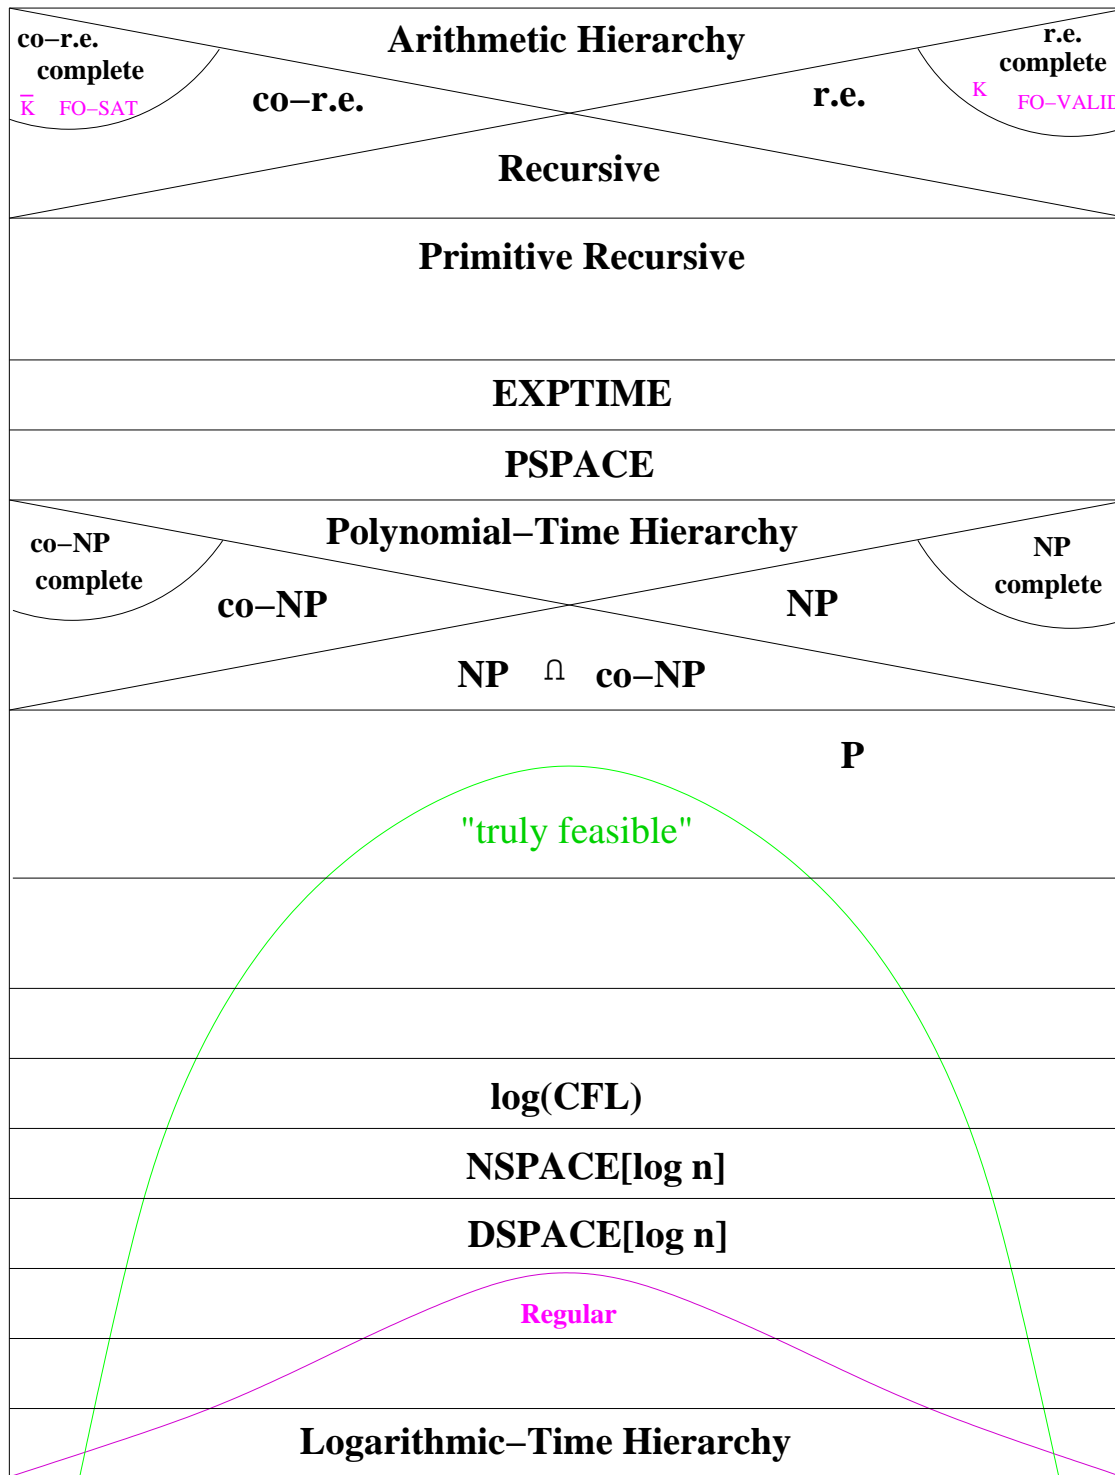 Arithmetic Hierarchy
co–r.e.
complete
K̅ FO–SAT
co–r.e.
r.e.
r.e.
complete
K FO–VALID
Recursive
Primitive Recursive
EXPTIME
PSPACE
Polynomial–Time Hierarchy
co–NP
complete
co–NP
NP
NP
complete
NP ∩ co–NP
P
"truly feasible"
log(CFL)
NSPACE[log n]
DSPACE[log n]
Regular
Logarithmic–Time Hierarchy